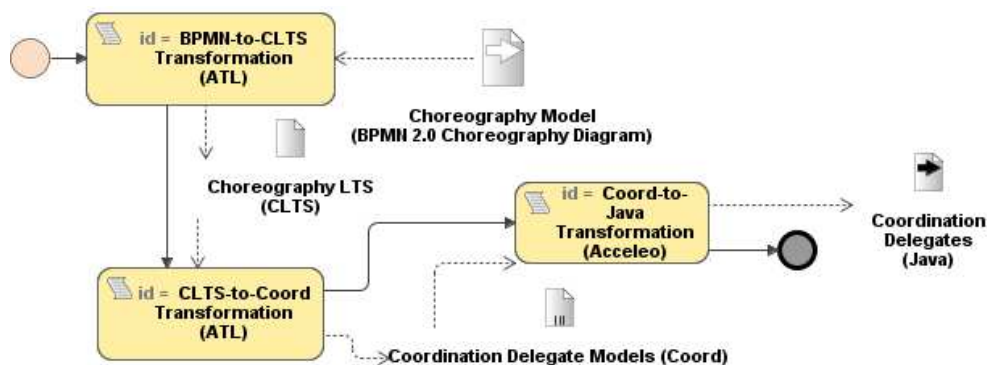 id = BPMN-to-CLTS
Transformation
(ATL)
Choreography Model
(BPMN 2.0 Choreography Diagram)
Choreography LTS
(CLTS)
id = Coord-to-
Java
Transformation
(Acceleo)
Coordination
Delegates
(Java)
id = CLTS-to-Coord
Transformation
(ATL)
Coordination Delegate Models (Coord)